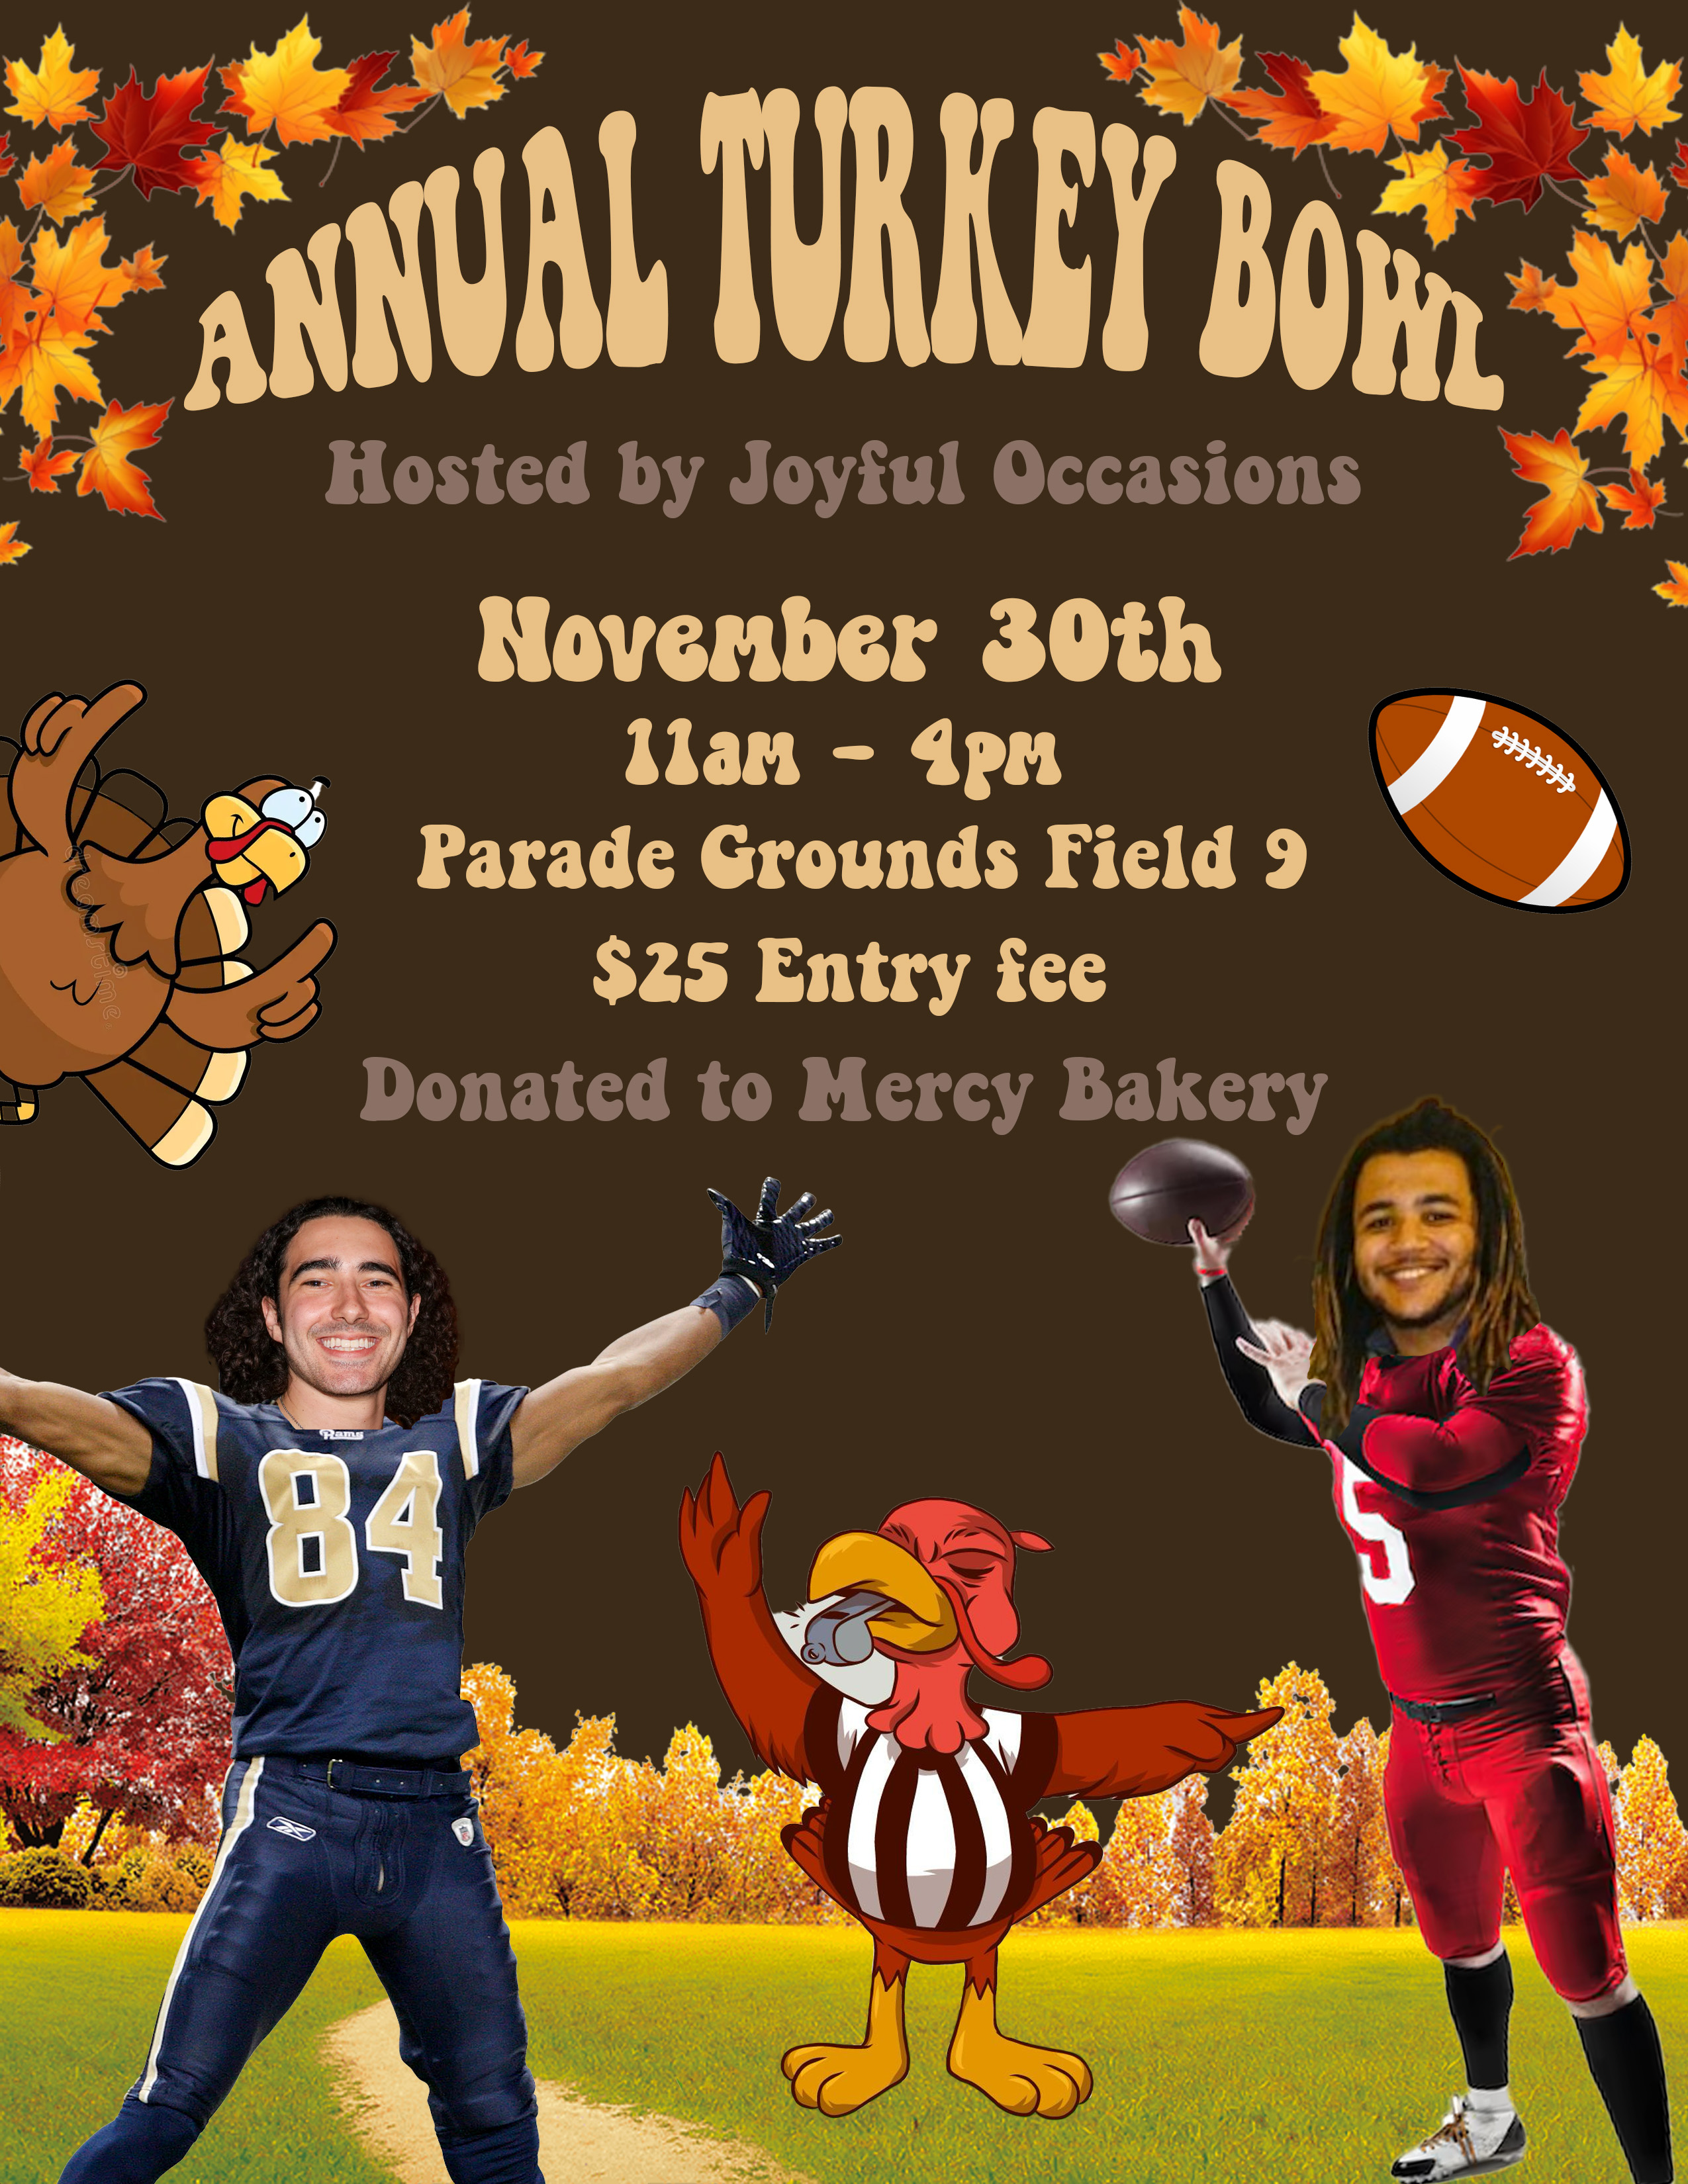 ANNUAL TURKEY BOWL
Hosted by Joyful Occasions
November 30th
11am - 4pm
Parade Grounds Field 9
$25 Entry fee
Donated to Mercy Bakery
Rams
84
5